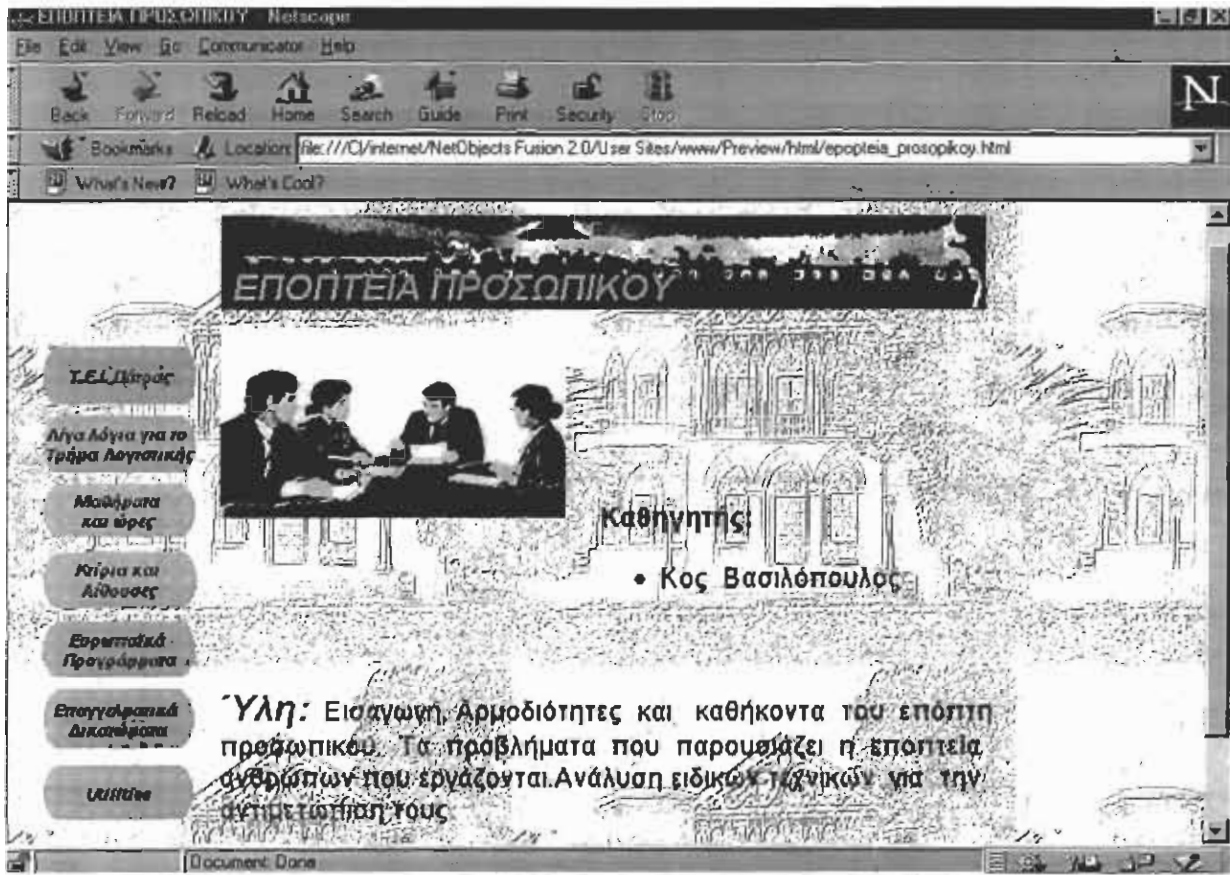 ΕΠΟΠΤΕΙΑ ΠΡΟΣΩΠΙΚΟΥ - Netscape
File Edit View Go Communicator Help
Back Forward Reload Home Search Guide Print Security Stop
N
Bookmarks Location: file:///C|/internet/NetObjects Fusion 2.0/User Sites/www/Preview/html/epopteia_prosopikoy.html
What's New? What's Cool?
ΕΠΟΠΤΕΙΑ ΠΡΟΣΩΠΙΚΟΥ
Τ.Ε.Ι. Πάτρας
Λίγα λόγια για το
Τμήμα Λογιστικής
Μαθήματα
και ώρες
Κτίρια και
Αίθουσες
Ευρωπαϊκά
Προγράμματα
Επαγγελματικά
Δικαιώματα
Utilities
Καθηγητής:
• Κος Βασιλόπουλος
Ύλη: Εισαγωγή, Αρμοδιότητες και καθήκοντα του επόπτη
προσωπικού. Τα προβλήματα που παρουσιάζει η εποπτεία
ανθρώπων που εργάζονται.Ανάλυση ειδικών τεχνικών για την
αντιμετώπιση τους
Document: Done